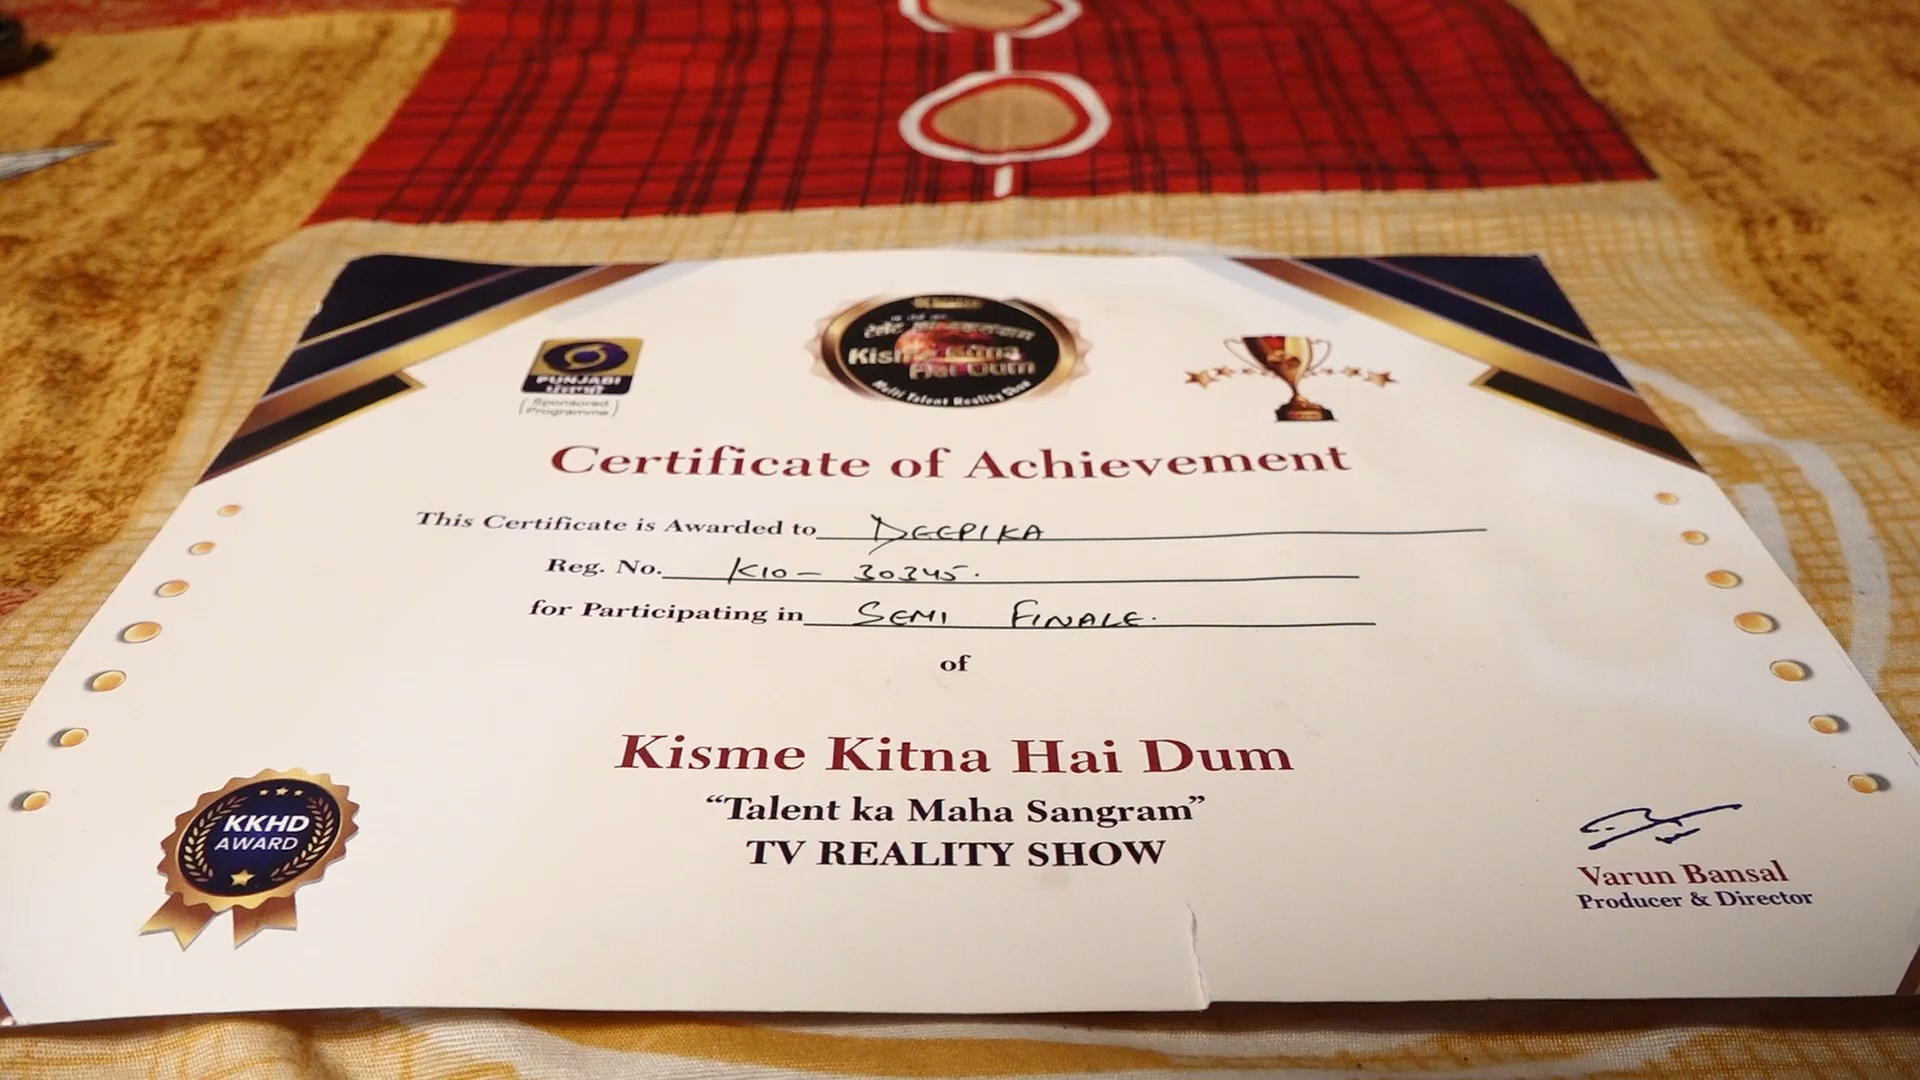 PUNJABI
ਪੰਜਾਬੀ
(Sponsored
Programme)
Kisme Kitna
Hai Dum
Multi Talent Reality Show
Certificate of Achievement
This Certificate is Awarded to DEEPIKA
Reg. No. K10 - 30345.
for Participating in SEMI FINALE.
of
Kisme Kitna Hai Dum
“Talent ka Maha Sangram”
TV REALITY SHOW
KKHD
AWARD
Varun Bansal
Producer & Director